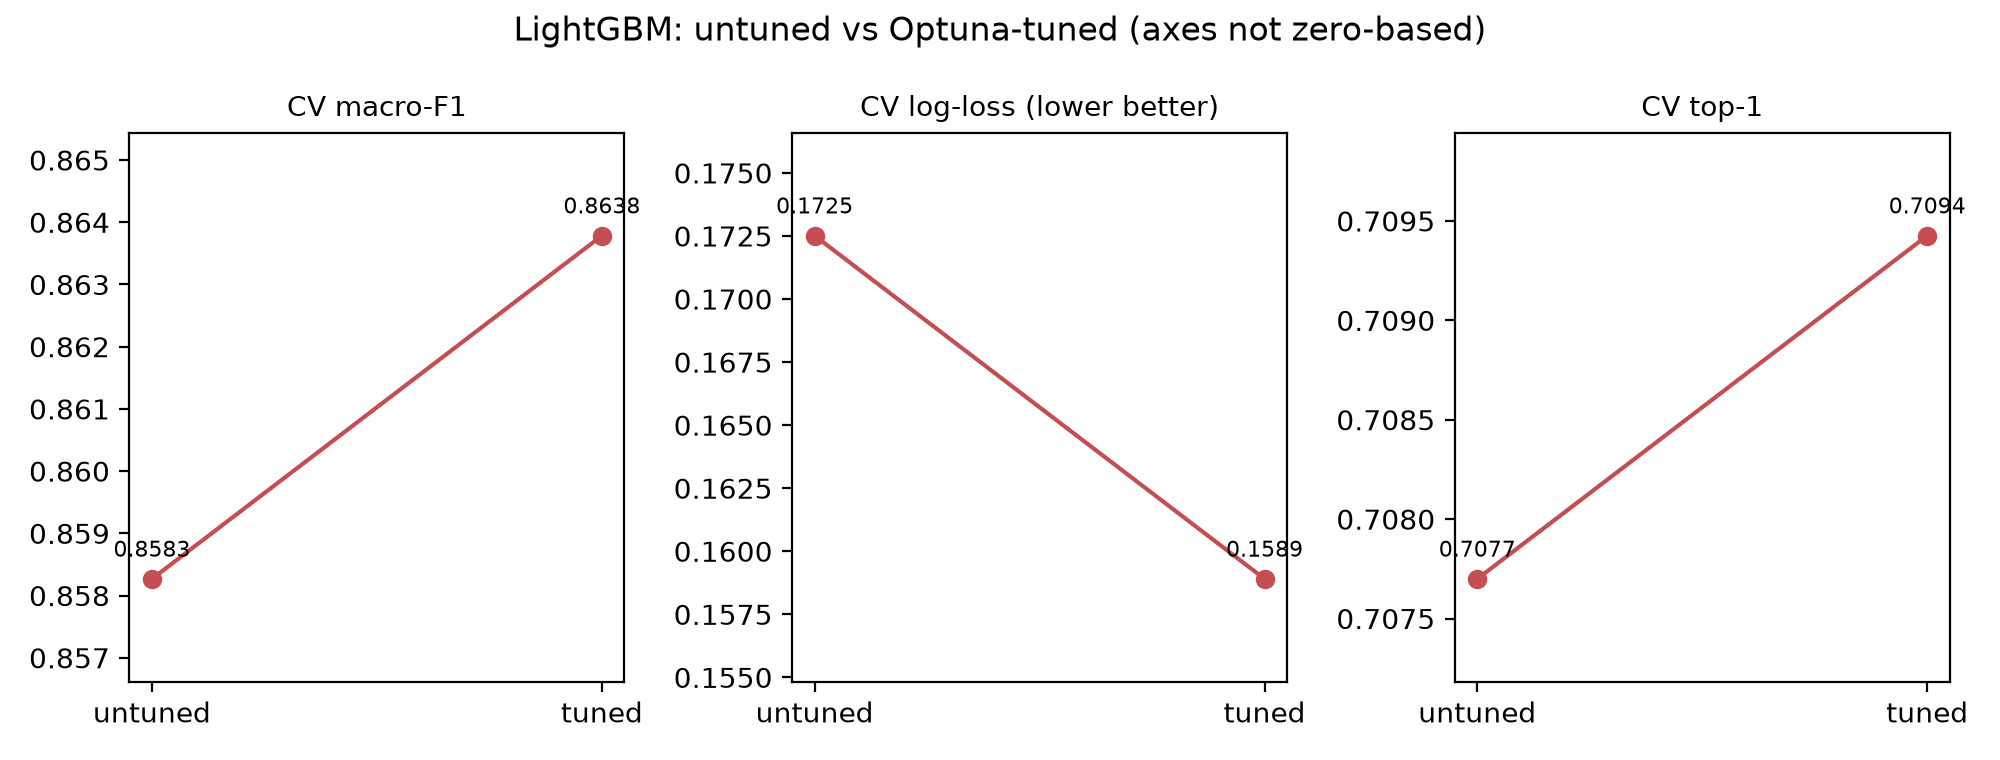 LightGBM: untuned vs Optuna-tuned (axes not zero-based)
CV macro-F1
0.865
0.864
0.863
0.862
0.861
0.860
0.859
0.858
0.857
0.8583
0.8638
untuned
tuned
CV log-loss (lower better)
0.1750
0.1725
0.1700
0.1675
0.1650
0.1625
0.1600
0.1575
0.1550
0.1725
0.1589
untuned
tuned
CV top-1
0.7095
0.7090
0.7085
0.7080
0.7075
0.7077
0.7094
untuned
tuned